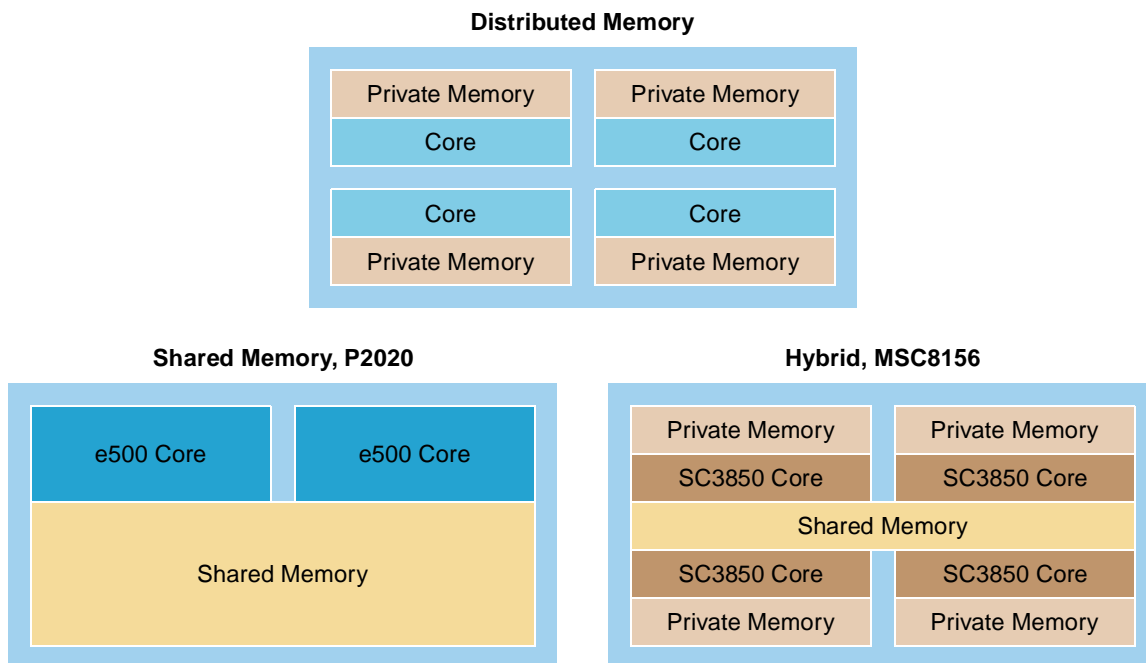 Distributed Memory
Private Memory
Private Memory
Core
Core
Core
Core
Private Memory
Private Memory
Shared Memory, P2020
e500 Core
e500 Core
Shared Memory
Hybrid, MSC8156
Private Memory
Private Memory
SC3850 Core
SC3850 Core
Shared Memory
SC3850 Core
SC3850 Core
Private Memory
Private Memory